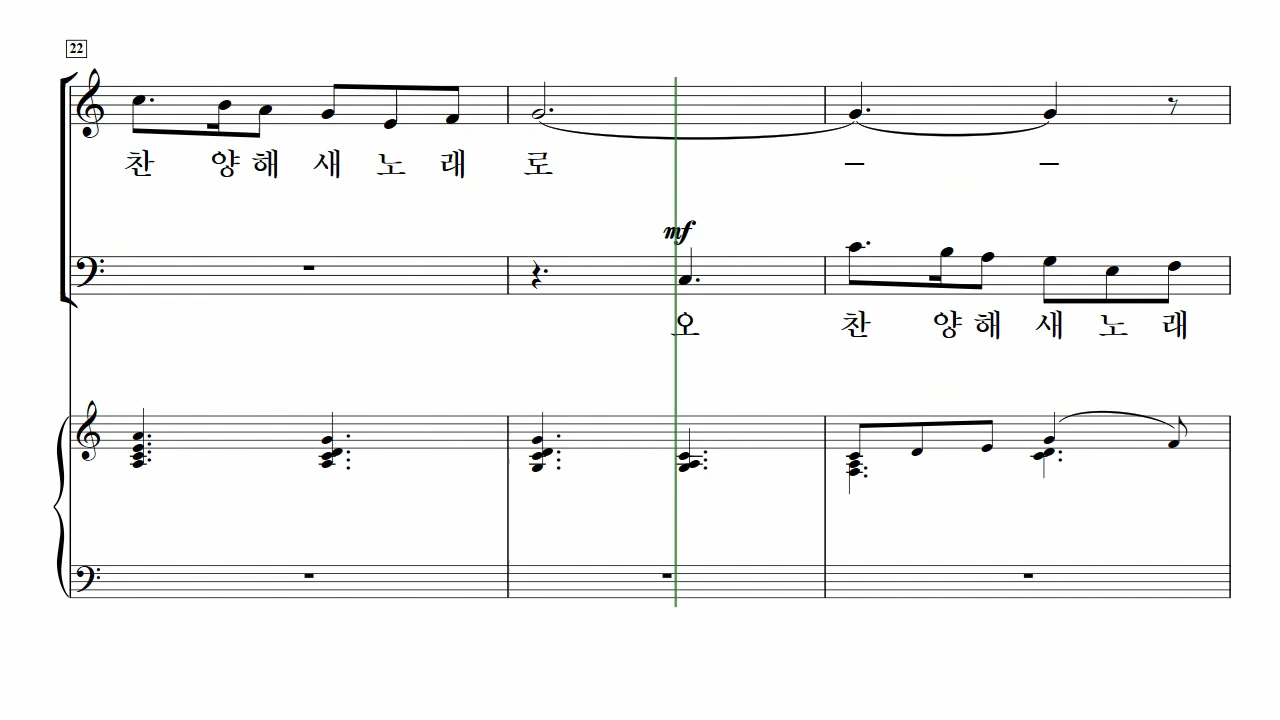 22
찬 양 해 새 노 래 로 – –
mf
오 찬 양 해 새 노 래